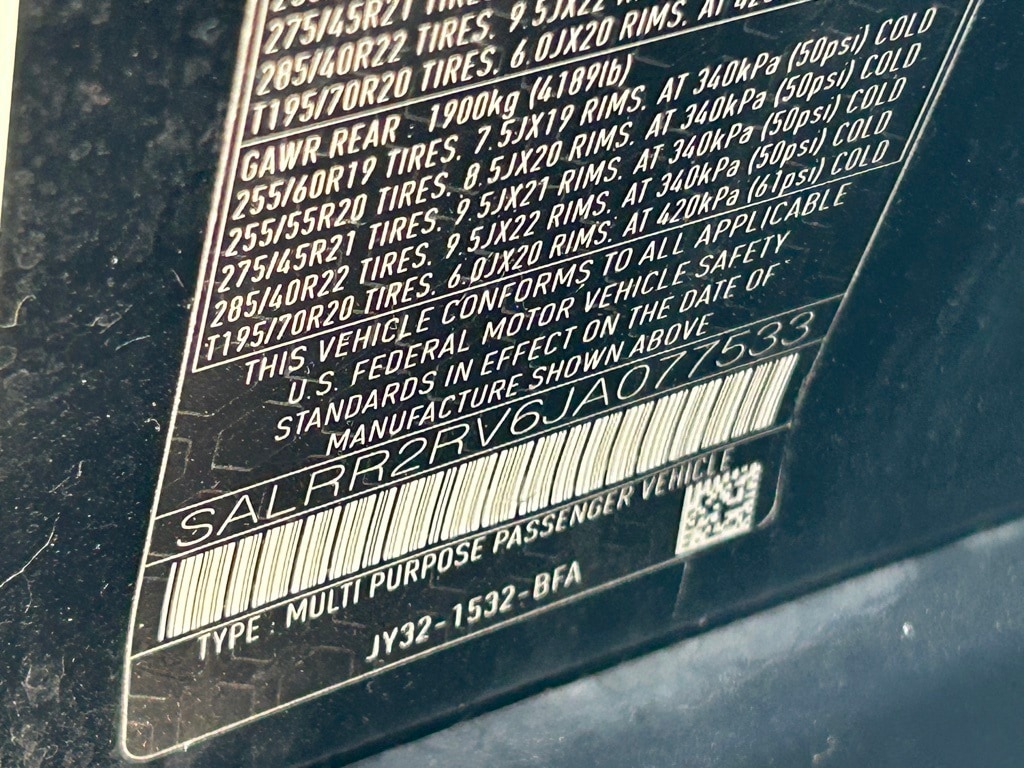 275/45R21 TIRES. 9.5JX21
285/40R22 TIRES. 9.5JX22
T195/70R20 TIRES. 6.0JX20 RIMS. AT
GAWR REAR : 1900kg (4189lb)
255/60R19 TIRES. 7.5JX19 RIMS. AT 340kPa (50psi) COLD
255/55R20 TIRES. 8.5JX20 RIMS. AT 340kPa (50psi) COLD
275/45R21 TIRES. 9.5JX21 RIMS. AT 340kPa (50psi) COLD
285/40R22 TIRES. 9.5JX22 RIMS. AT 340kPa (50psi) COLD
T195/70R20 TIRES. 6.0JX20 RIMS. AT 420kPa (61psi) COLD
THIS VEHICLE CONFORMS TO ALL APPLICABLE
U.S. FEDERAL MOTOR VEHICLE SAFETY
STANDARDS IN EFFECT ON THE DATE OF
MANUFACTURE SHOWN ABOVE
SALRR2RV6JA077533
TYPE : MULTI PURPOSE PASSENGER VEHICLE
JY32-1532-BFA